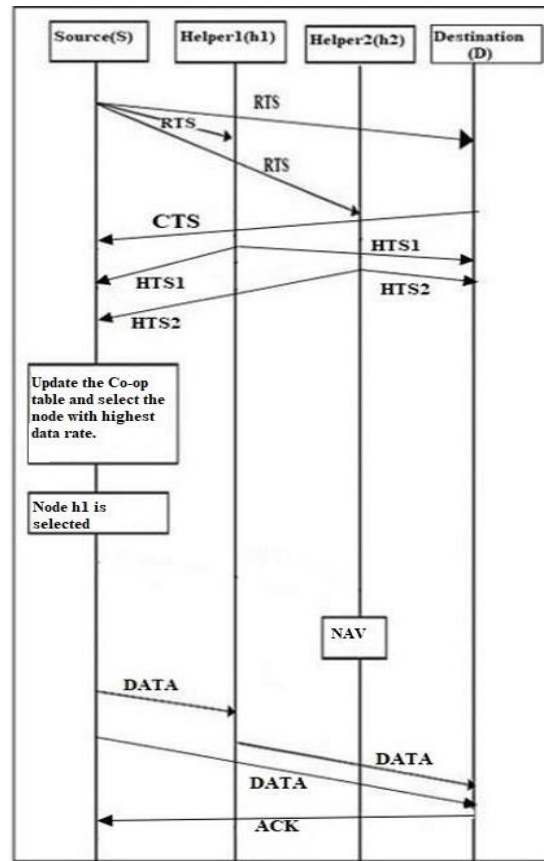 Source(S)
Helper1(h1)
Helper2(h2)
Destination
(D)
RTS
RTS
RTS
CTS
HTS1
HTS1
HTS2
HTS2
Update the Co-op
table and select the
node with highest
data rate.
Node h1 is
selected
NAV
DATA
DATA
DATA
ACK